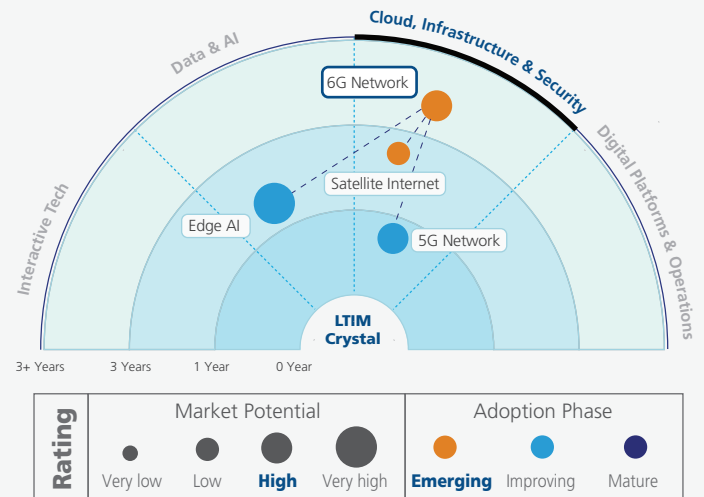 Cloud, Infrastructure & Security
Data & AI
6G Network
Digital Platforms & Operations
Satellite Internet
Interactive Tech
Edge AI
5G Network
LTIM
Crystal
3+ Years
3 Years
1 Year
0 Year
Rating
Market Potential
Very low
Low
High
Very high
Adoption Phase
Emerging
Improving
Mature